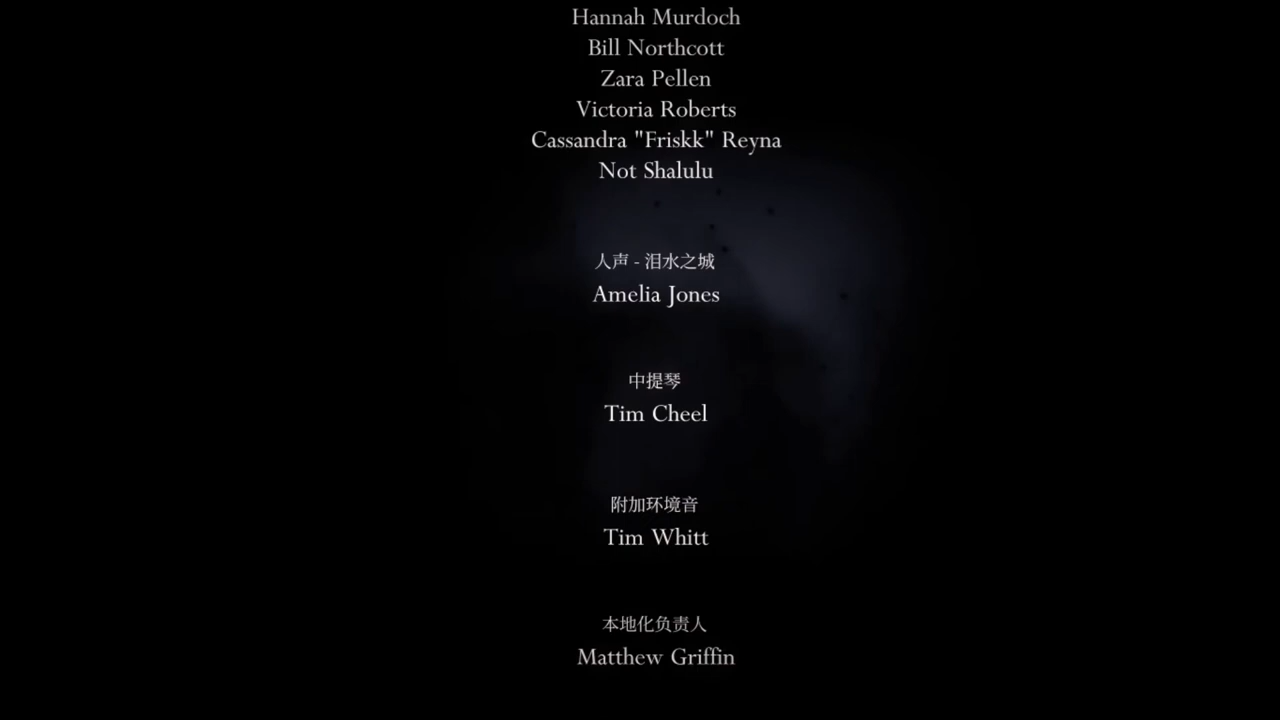 Hannah Murdoch
Bill Northcott
Zara Pellen
Victoria Roberts
Cassandra "Friskk" Reyna
Not Shalulu
人声 - 泪水之城
Amelia Jones
中提琴
Tim Cheel
附加环境音
Tim Whitt
本地化负责人
Matthew Griffin